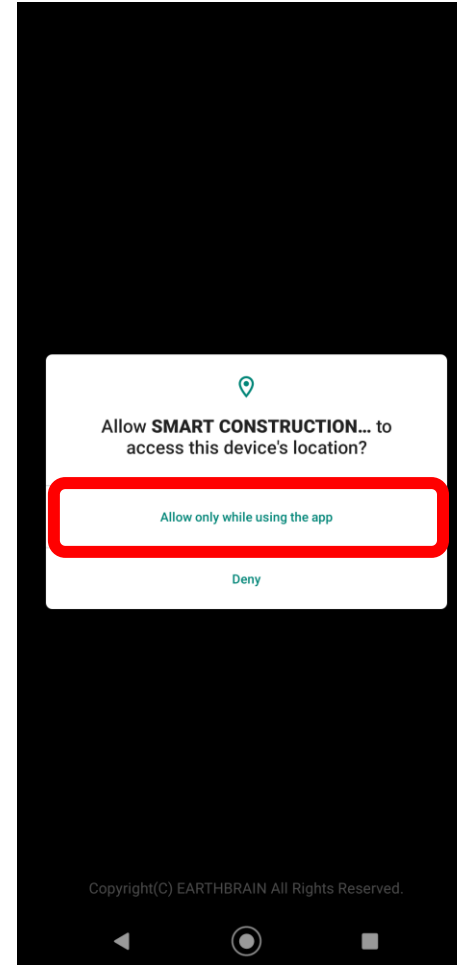 Allow SMART CONSTRUCTION... to
access this device's location?
Allow only while using the app
Deny
Copyright(C) EARTHBRAIN All Rights Reserved.